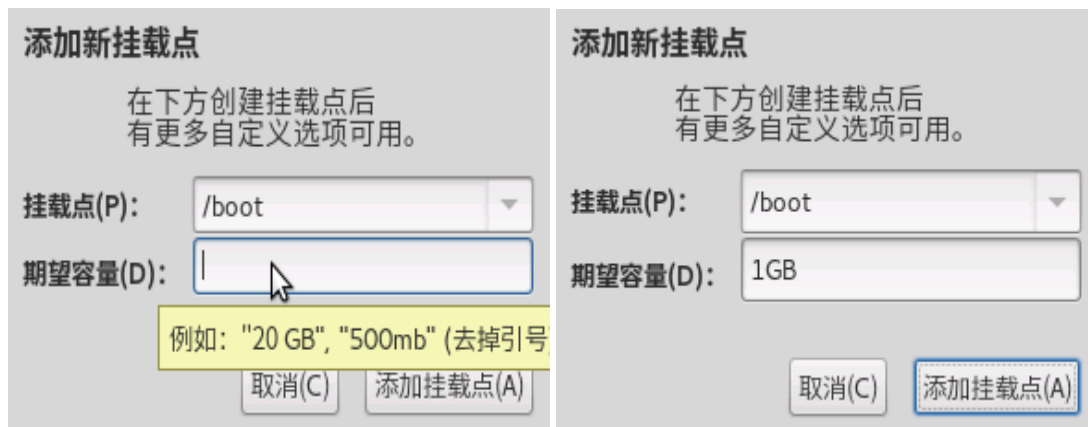 添加新挂载点
在下方创建挂载点后
有更多自定义选项可用。
挂载点(P)：
/boot
期望容量(D)：
例如："20 GB", "500mb" (去掉引号
取消(C)
添加挂载点(A)
添加新挂载点
在下方创建挂载点后
有更多自定义选项可用。
挂载点(P)：
/boot
期望容量(D)：
1GB
取消(C)
添加挂载点(A)